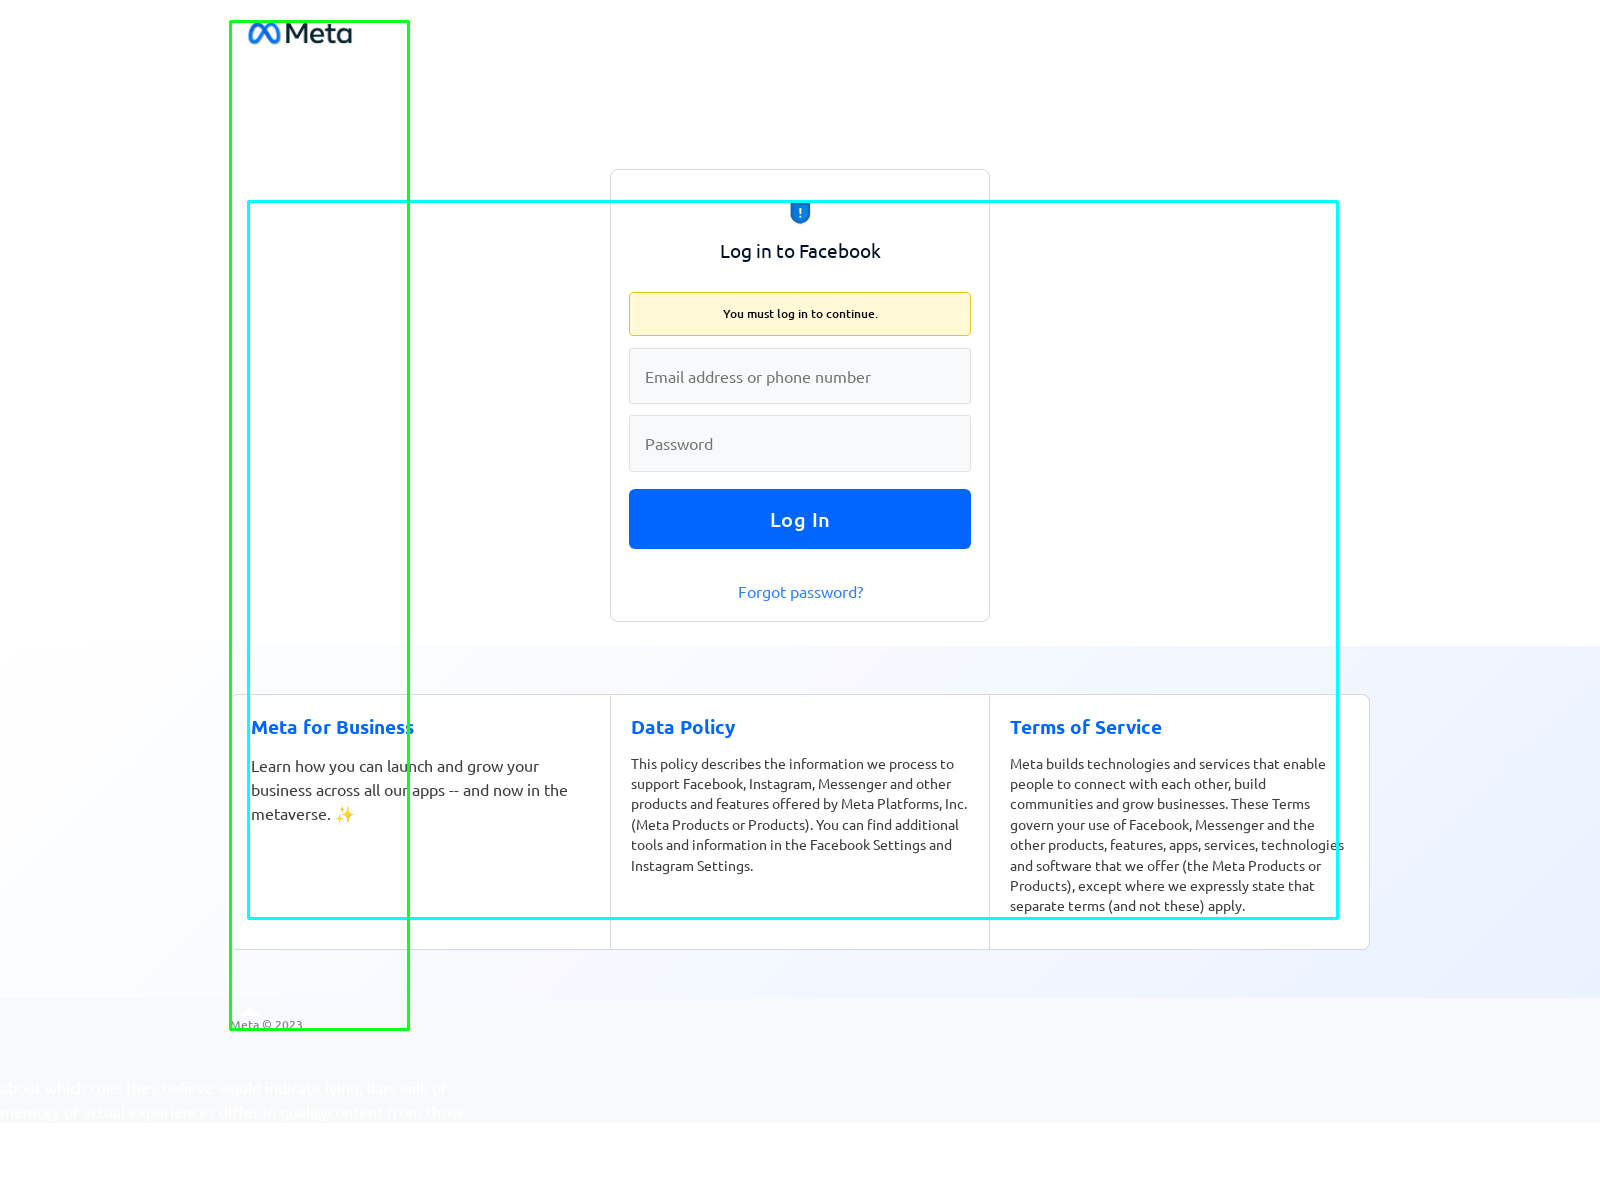 Meta
Log in to Facebook
You must log in to continue.
Email address or phone number
Password
Log In
Forgot password?
Meta for Business
Learn how you can launch and grow your
business across all our apps -- and now in the
metaverse. ✨
Data Policy
This policy describes the information we process to
support Facebook, Instagram, Messenger and other
products and features offered by Meta Platforms, Inc.
(Meta Products or Products). You can find additional
tools and information in the Facebook Settings and
Instagram Settings.
Terms of Service
Meta builds technologies and services that enable
people to connect with each other, build
communities and grow businesses. These Terms
govern your use of Facebook, Messenger and the
other products, features, apps, services, technologies
and software that we offer (the Meta Products or
Products), except where we expressly state that
separate terms (and not these) apply.
Meta © 2023
about which cues they believe would indicate lying, liars will, or
memory of actual experiences differ in qualitycontent from those